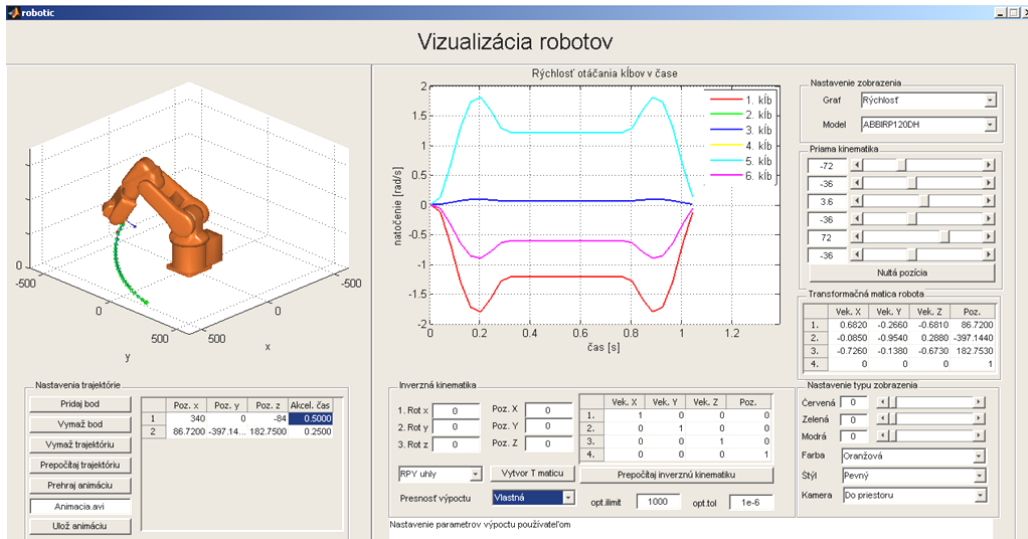 robotic
Vizualizácia robotov
0
-500
0
500
y
500
0
-500
x
Rýchlosť otáčania kĺbov v čase
natočenie [rad/s]
2
1.5
1
0.5
0
-0.5
-1
-1.5
-2
0 0.2 0.4 0.6 0.8 1 1.2
čas [s]
1. kĺb
2. kĺb
3. kĺb
4. kĺb
5. kĺb
6. kĺb
Nastavenie zobrazenia
Graf Rýchlosť
Model ABBIRP120DH
Priama kinematika
-72
-36
3.6
-36
72
-36
Nultá pozícia
Transformačná matica robota
Vek. X Vek. Y Vek. Z Poz.
1. 0.6820 -0.2660 -0.6810 86.7200
2. -0.0850 -0.9540 0.2880 -397.1440
3. -0.7260 -0.1380 -0.6730 182.7530
4. 0 0 0 1
Nastavenia trajektórie
Pridaj bod
Vymaž bod
Vymaž trajektóriu
Prepočítaj trajektóriu
Prehraj animáciu
Animacia.avi
Ulož animáciu
Poz. x Poz. y Poz. z Akcel. čas
1 340 0 -84 0.5000
2 86.7200 -397.14... 182.7500 0.2500
Inverzná kinematika
1. Rot x 0 Poz. X 0
2. Rot y 0 Poz. Y 0
3. Rot z 0 Poz. Z 0
Vek. X Vek. Y Vek. Z Poz.
1. 1 0 0 0
2. 0 1 0 0
3. 0 0 1 0
4. 0 0 0 1
RPY uhly Vytvor T maticu Prepočítaj inverznú kinematiku
Presnosť výpočtu Vlastná opt.ilimit 1000 opt.tol 1e-6
Nastavenie parametrov výpočtu používateľom
Nastavenie typu zobrazenia
Červená 0
Zelená 0
Modrá 0
Farba Oranžová
Štýl Pevný
Kamera Do priestoru